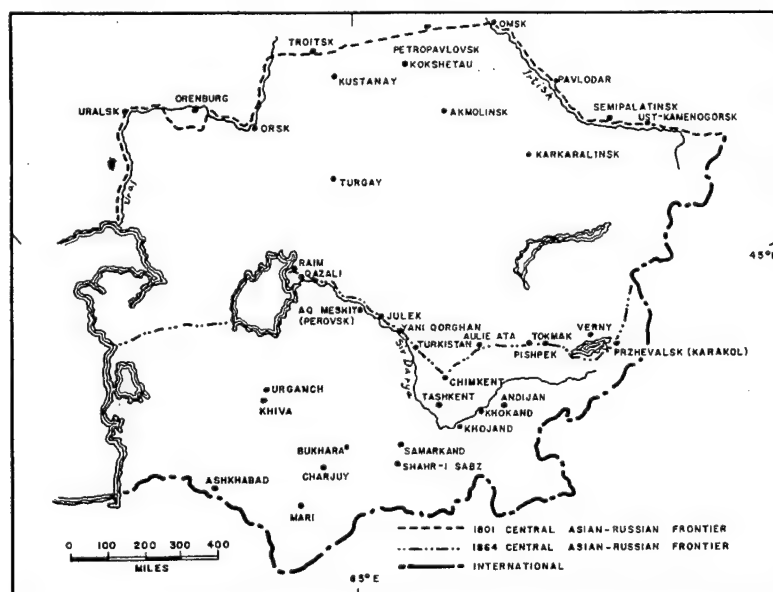 OMSK
TROITSK
PETROPAVLOVSK
KOKSHETAU
KUSTANAY
IRTISH
PAVLODAR
ORENBURG
URALSK
AKMOLINSK
SEMIPALATINSK
UST-KAMENOGORSK
ORSK
KARKARALINSK
TURGAY
45°
RAIM
QAZALI
AQ MESHIT
(PEROVSK)
JULEK
YANI QORGHAN
VERNY
AULIE ATA
TOKMAK
TURKISTAN
PISHPEK
PRZHEVALSK (KARAKOL)
Sir Darya
CHIMKENT
URGANCH
KHIVA
TASHKENT
ANDIJAN
KHOKAND
KHOJAND
BUKHARA
SAMARKAND
CHARJUY
SHAHR-I SABZ
ASHKHABAD
MARI
1801 CENTRAL ASIAN-RUSSIAN FRONTIER
1864 CENTRAL ASIAN-RUSSIAN FRONTIER
INTERNATIONAL
0 100 200 300 400
MILES
65°E